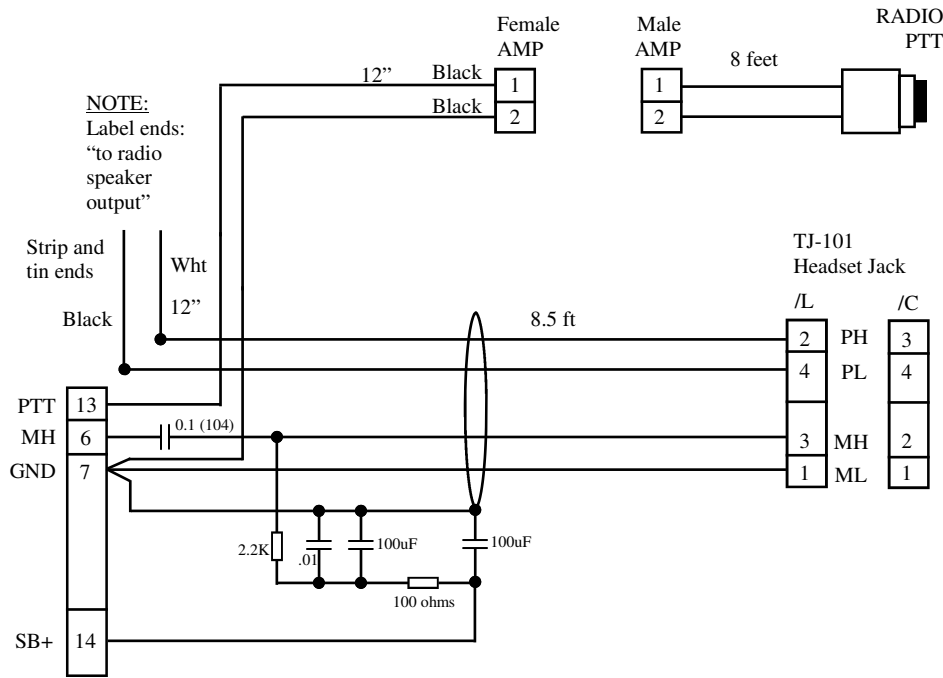 Female
AMP
Male
AMP
RADIO
PTT
12” Black
1
Black
2
1
2
8 feet
NOTE:
Label ends:
“to radio
speaker
output”
Strip and
tin ends
Wht
12”
Black
8.5 ft
TJ-101
Headset Jack
/L /C
2 PH 3
4 PL 4
3 MH 2
1 ML 1
PTT 13
MH 6
0.1 (104)
GND 7
2.2K
.01
100uF
100uF
100 ohms
SB+ 14